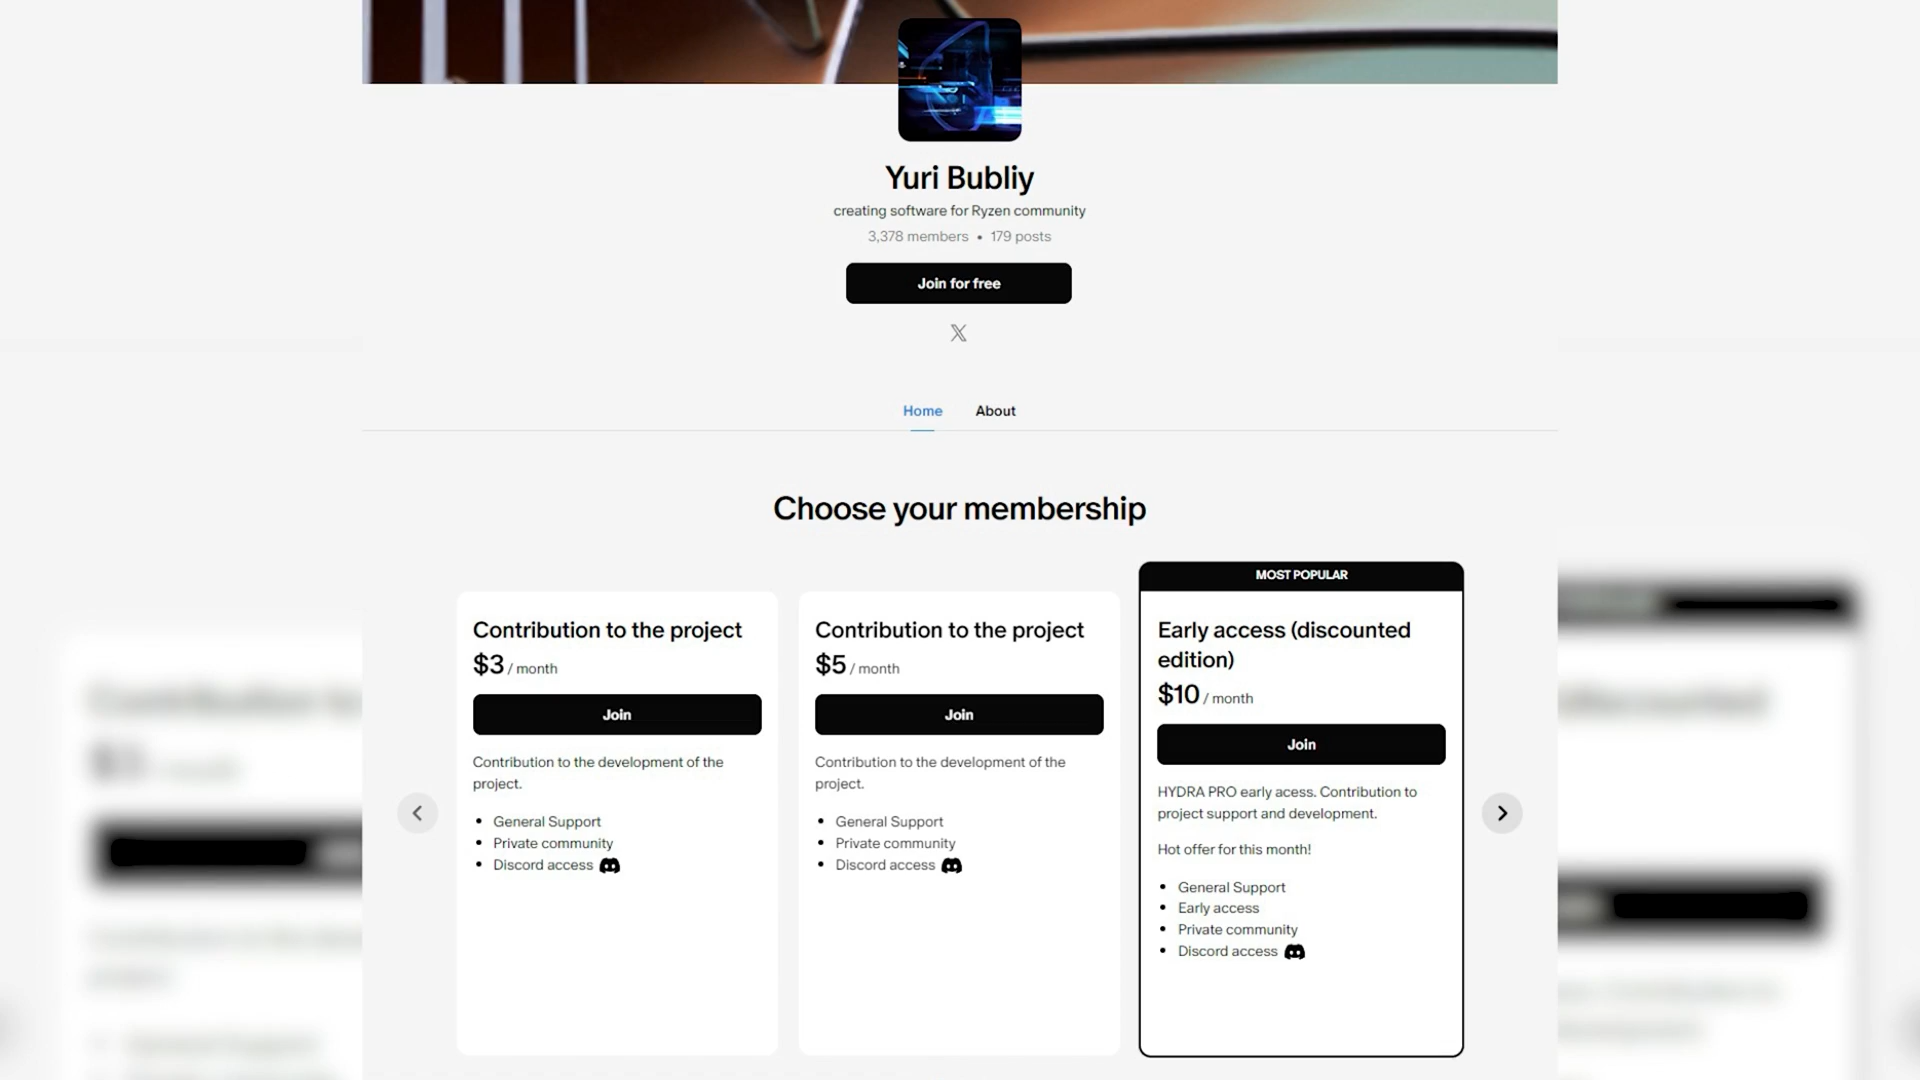 Yuri Bubliy
creating software for Ryzen community
3,378 members • 179 posts
Join for free
Home
About
Choose your membership
Contribution to the project
$3 / month
Join
Contribution to the development of the
project.
• General Support
• Private community
• Discord access
Contribution to the project
$5 / month
Join
Contribution to the development of the
project.
• General Support
• Private community
• Discord access
MOST POPULAR
Early access (discounted
edition)
$10 / month
Join
HYDRA PRO early acess. Contribution to
project support and development.
Hot offer for this month!
• General Support
• Early access
• Private community
• Discord access